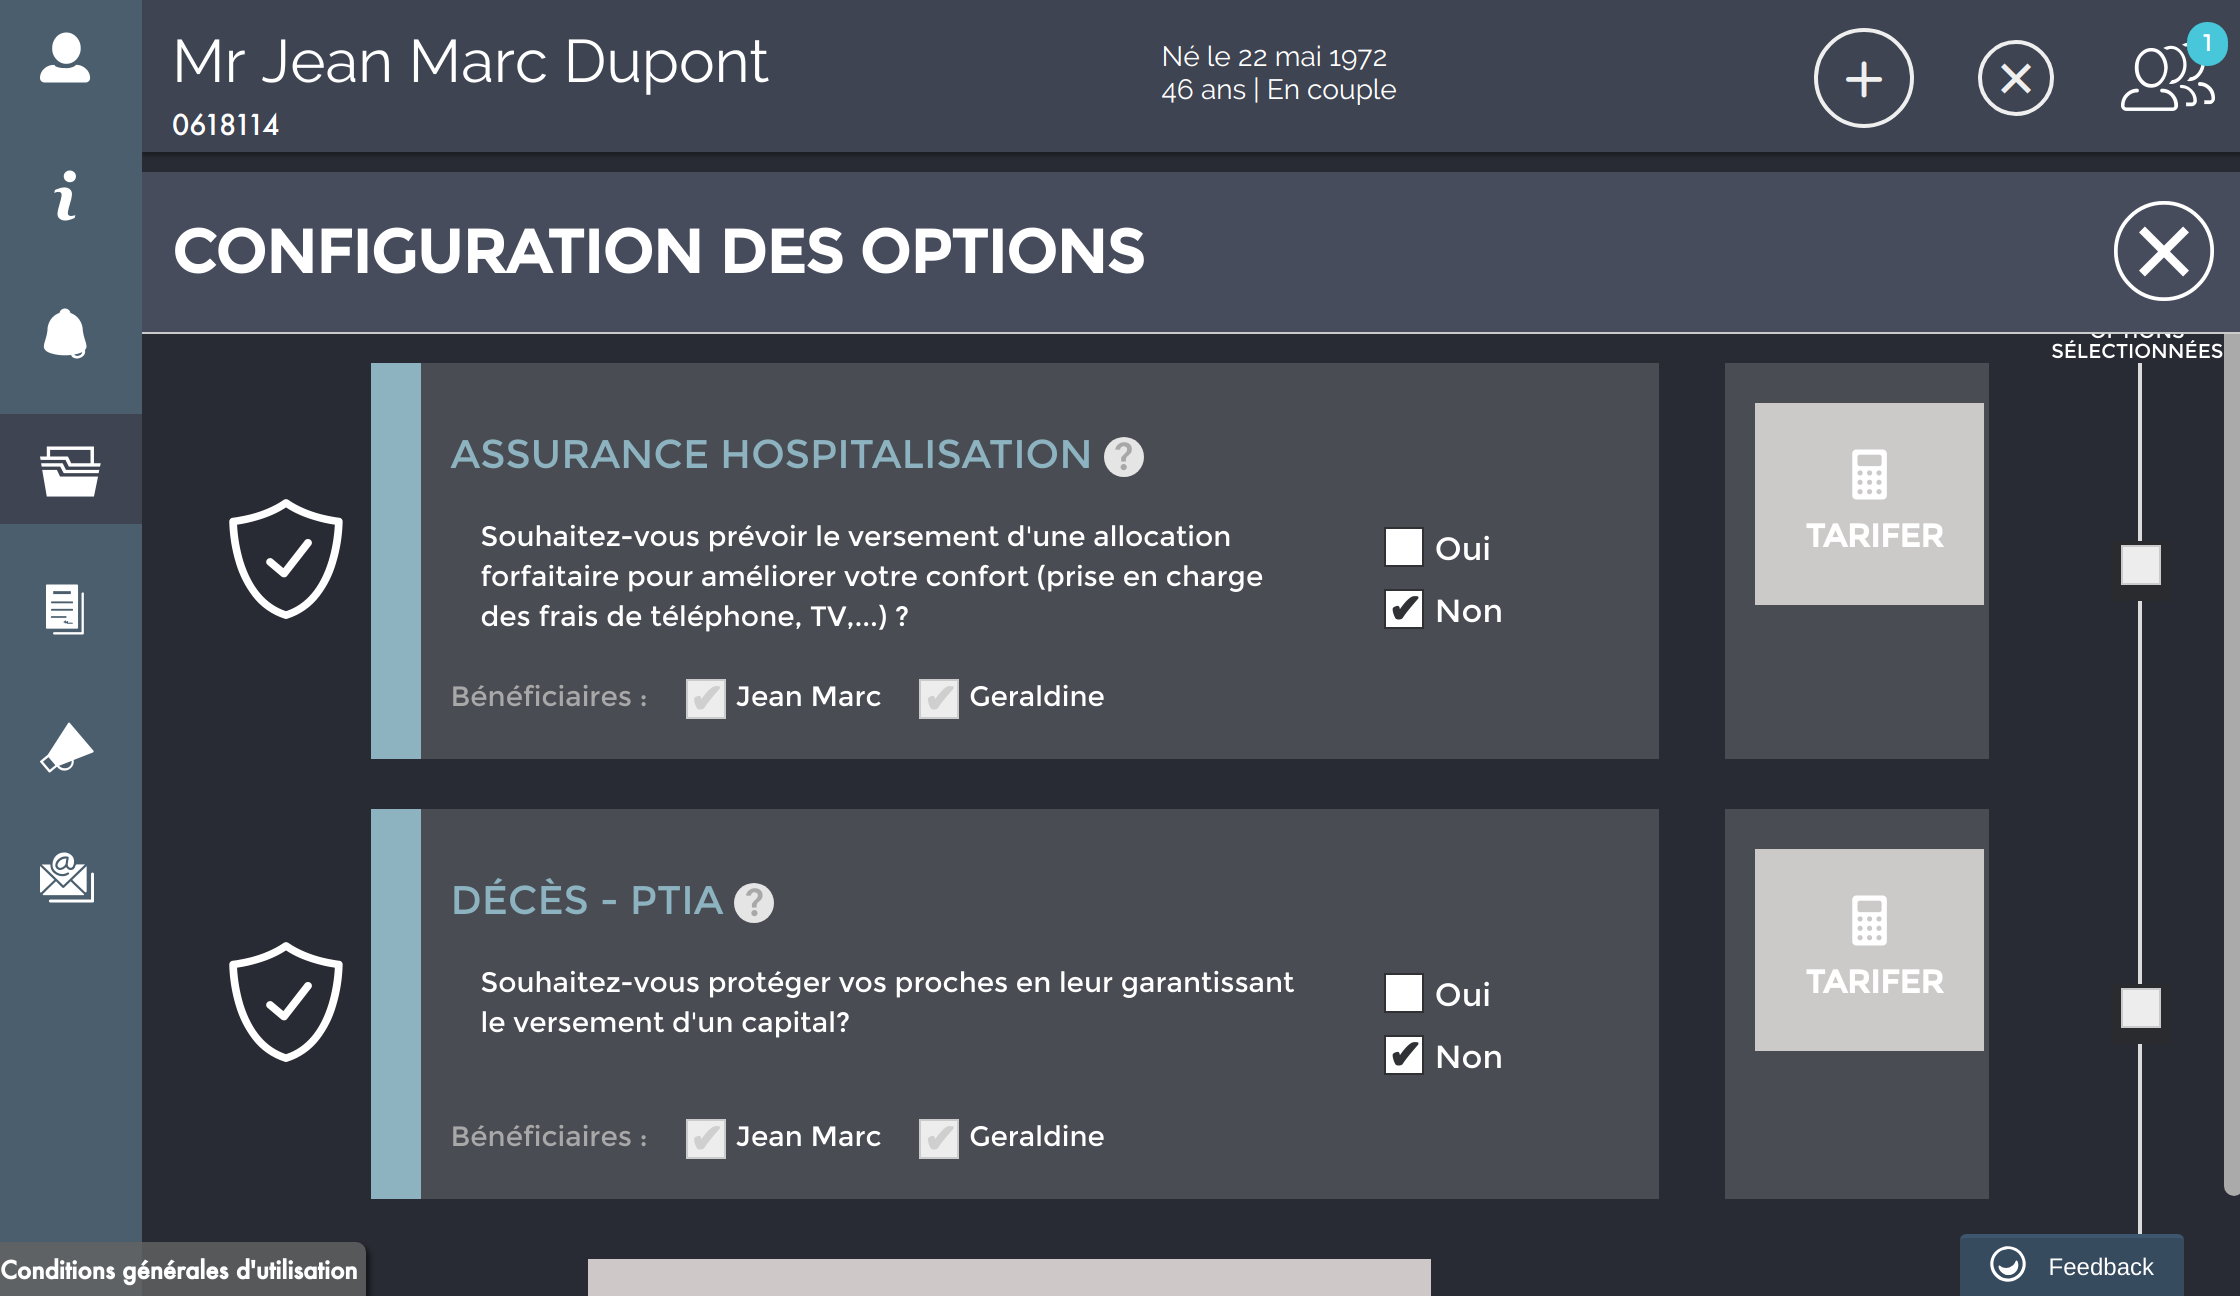 Mr Jean Marc Dupont
0618114
Né le 22 mai 1972
46 ans | En couple
1
CONFIGURATION DES OPTIONS
OPTIONS
SÉLECTIONNÉES
ASSURANCE HOSPITALISATION ?
Souhaitez-vous prévoir le versement d'une allocation
forfaitaire pour améliorer votre confort (prise en charge
des frais de téléphone, TV,...) ?
Oui
Non
Bénéficiaires : Jean Marc Geraldine
TARIFER
DÉCÈS - PTIA ?
Souhaitez-vous protéger vos proches en leur garantissant
le versement d'un capital?
Oui
Non
Bénéficiaires : Jean Marc Geraldine
TARIFER
Conditions générales d'utilisation
Feedback